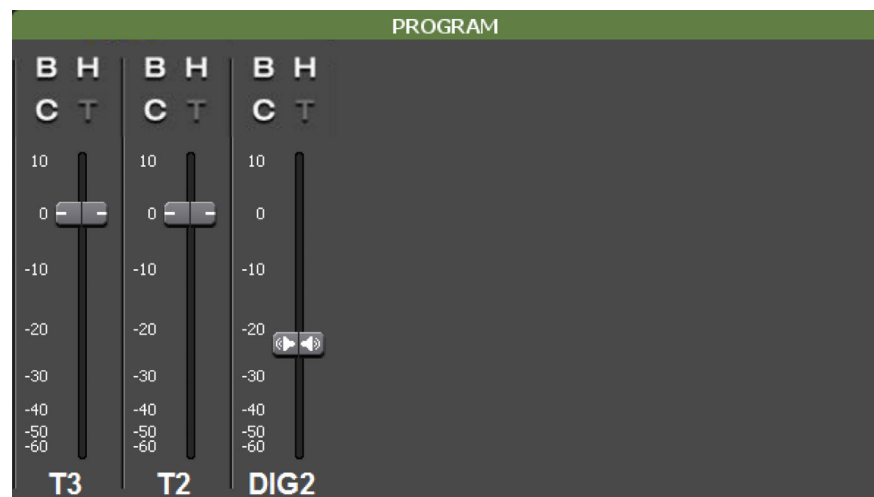 PROGRAM
B H B H B H
C T C T C T
10 10 10
0 0 0
-10 -10 -10
-20 -20 -20
-30 -30 -30
-40 -40 -40
-50 -50 -50
-60 -60 -60
T3 T2 DIG2